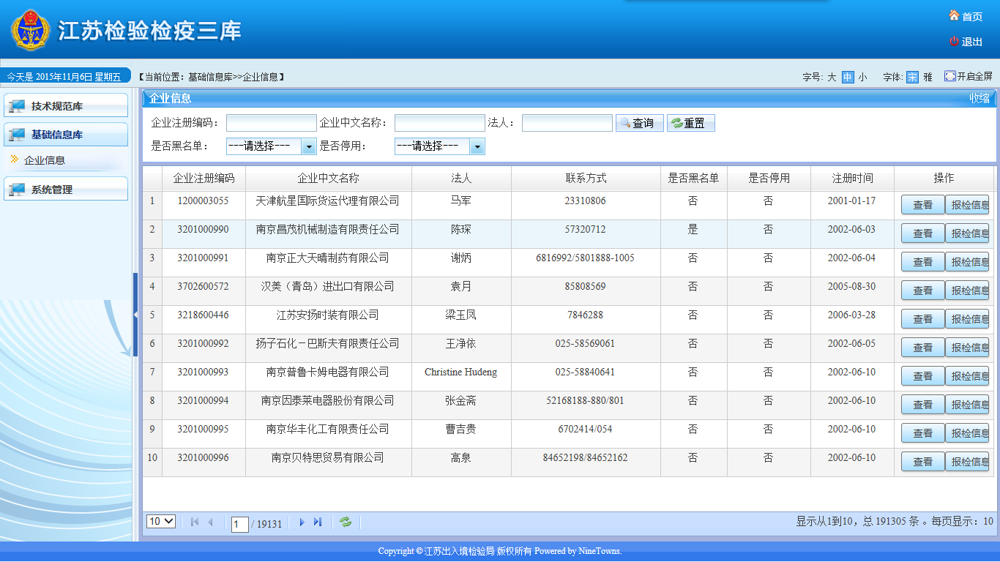 江苏检验检疫三库
首页
退出
今天是 2015年11月6日 星期五 【当前位置：基础信息库>>企业信息】 字号: 大 中 小 字体: 宋 雅 开启全屏
技术规范库
基础信息库
企业信息
系统管理
企业信息 收缩
企业注册编码： 企业中文名称： 法人： 查询 重置
是否黑名单： ---请选择--- 是否停用： ---请选择---
企业注册编码 企业中文名称 法人 联系方式 是否黑名单 是否停用 注册时间 操作
1 1200003055 天津航星国际货运代理有限公司 马军 23310806 否 否 2001-01-17 查看 报检信息
2 3201000990 南京昌茂机械制造有限责任公司 陈琛 57320712 是 否 2002-06-03 查看 报检信息
3 3201000991 南京正大天晴制药有限公司 谢炳 6816992/5801888-1005 否 否 2002-06-04 查看 报检信息
4 3702600572 汉美（青岛）进出口有限公司 袁月 85808569 否 否 2005-08-30 查看 报检信息
5 3218600446 江苏安扬时装有限公司 梁玉凤 7846288 否 否 2006-03-28 查看 报检信息
6 3201000992 扬子石化－巴斯夫有限责任公司 王净依 025-58569061 否 否 2002-06-05 查看 报检信息
7 3201000993 南京普鲁卡姆电器有限公司 Christine Hudeng 025-58840641 否 否 2002-06-10 查看 报检信息
8 3201000994 南京因泰莱电器股份有限公司 张金斋 52168188-880/801 否 否 2002-06-10 查看 报检信息
9 3201000995 南京华丰化工有限责任公司 曹吉贵 6702414/054 否 否 2002-06-10 查看 报检信息
10 3201000996 南京贝特思贸易有限公司 高泉 84652198/84652162 否 否 2002-06-10 查看 报检信息
10 1 / 19131 显示从1到10，总 191305 条 。每页显示：10
Copyright © 江苏出入境检验局 版权所有 Powered by NineTowns.